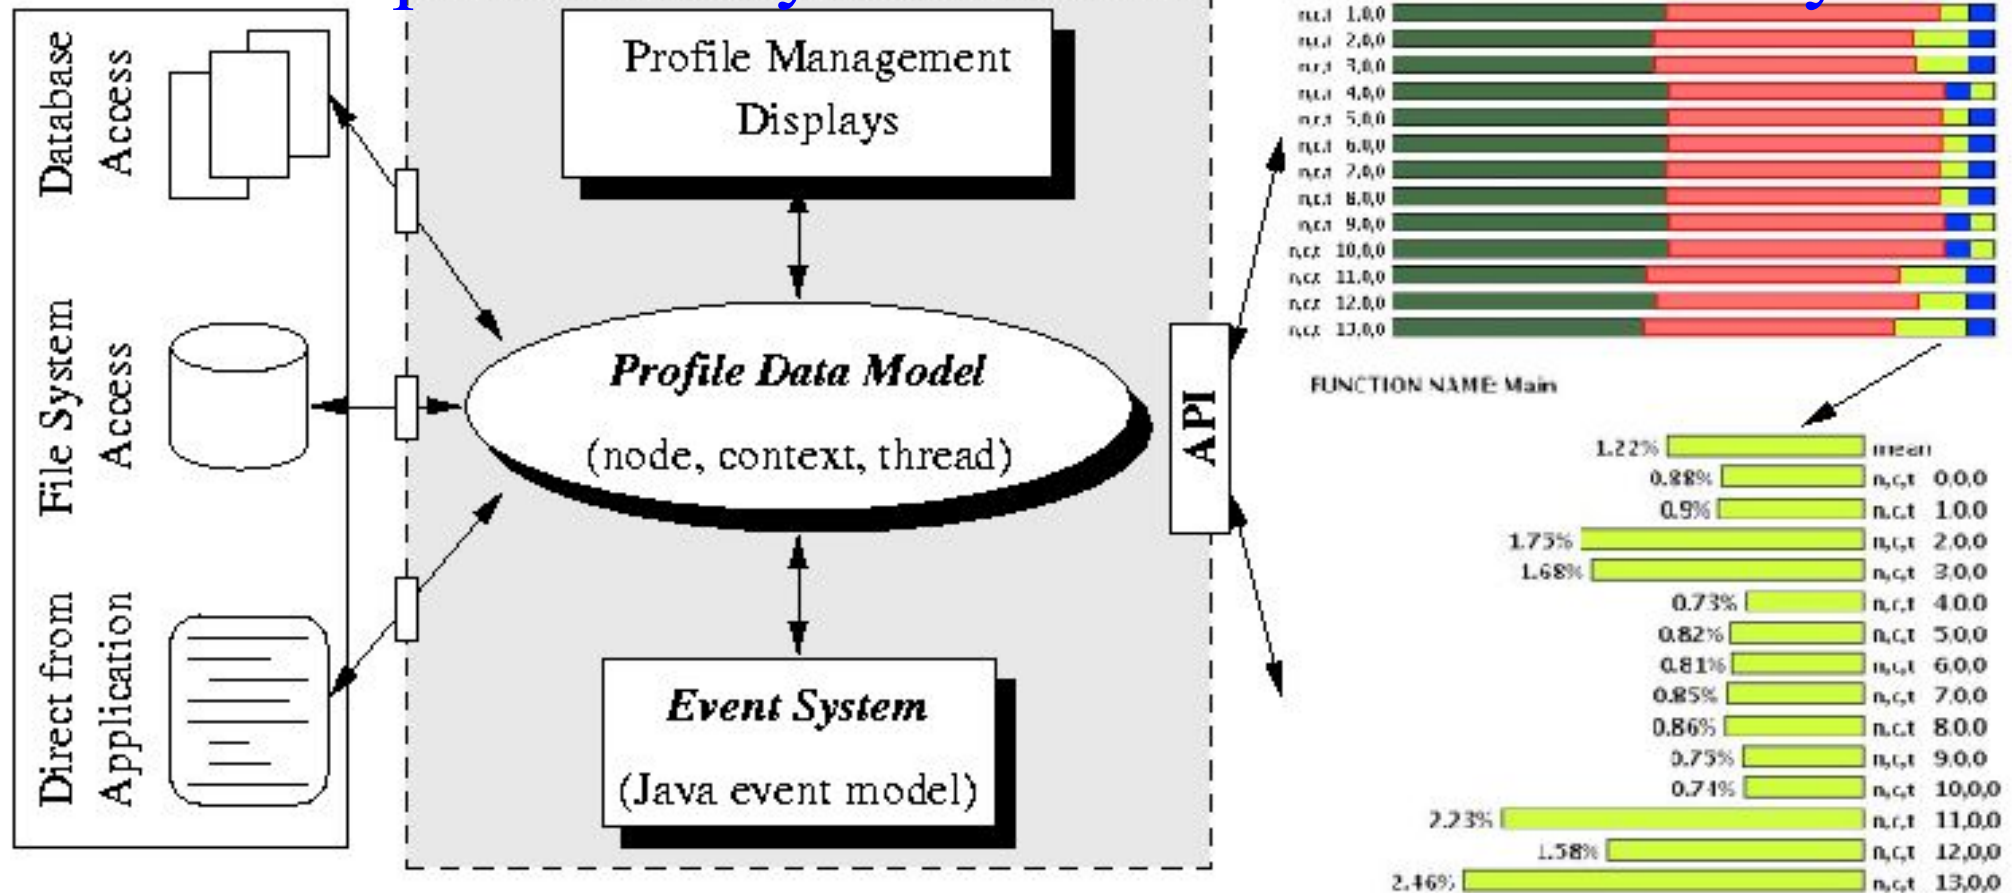 Database
Access
File System
Access
Direct from
Application
Profile Management
Displays
Profile Data Model
(node, context, thread)
Event System
(Java event model)
API
n,c,t 1,0,0
n,c,t 2,0,0
n,c,t 3,0,0
n,c,t 4,0,0
n,c,t 5,0,0
n,c,t 6,0,0
n,c,t 7,0,0
n,c,t 8,0,0
n,c,t 9,0,0
n,c,t 10,0,0
n,c,t 11,0,0
n,c,t 12,0,0
n,c,t 13,0,0
FUNCTION NAME: Main
1.22% mean
0.88% n,c,t 0,0,0
0.9% n,c,t 1,0,0
1.75% n,c,t 2,0,0
1.68% n,c,t 3,0,0
0.73% n,c,t 4,0,0
0.82% n,c,t 5,0,0
0.81% n,c,t 6,0,0
0.85% n,c,t 7,0,0
0.86% n,c,t 8,0,0
0.75% n,c,t 9,0,0
0.74% n,c,t 10,0,0
2.23% n,c,t 11,0,0
1.58% n,c,t 12,0,0
2.46% n,c,t 13,0,0